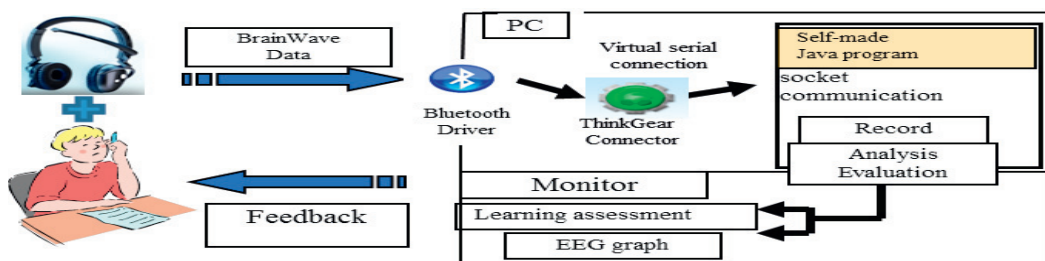 BrainWave
Data
PC
Virtual serial
connection
Self-made
Java program
socket
communication
Bluetooth
Driver
ThinkGear
Connector
Record
Analysis
Evaluation
Monitor
Feedback
Learning assessment
EEG graph